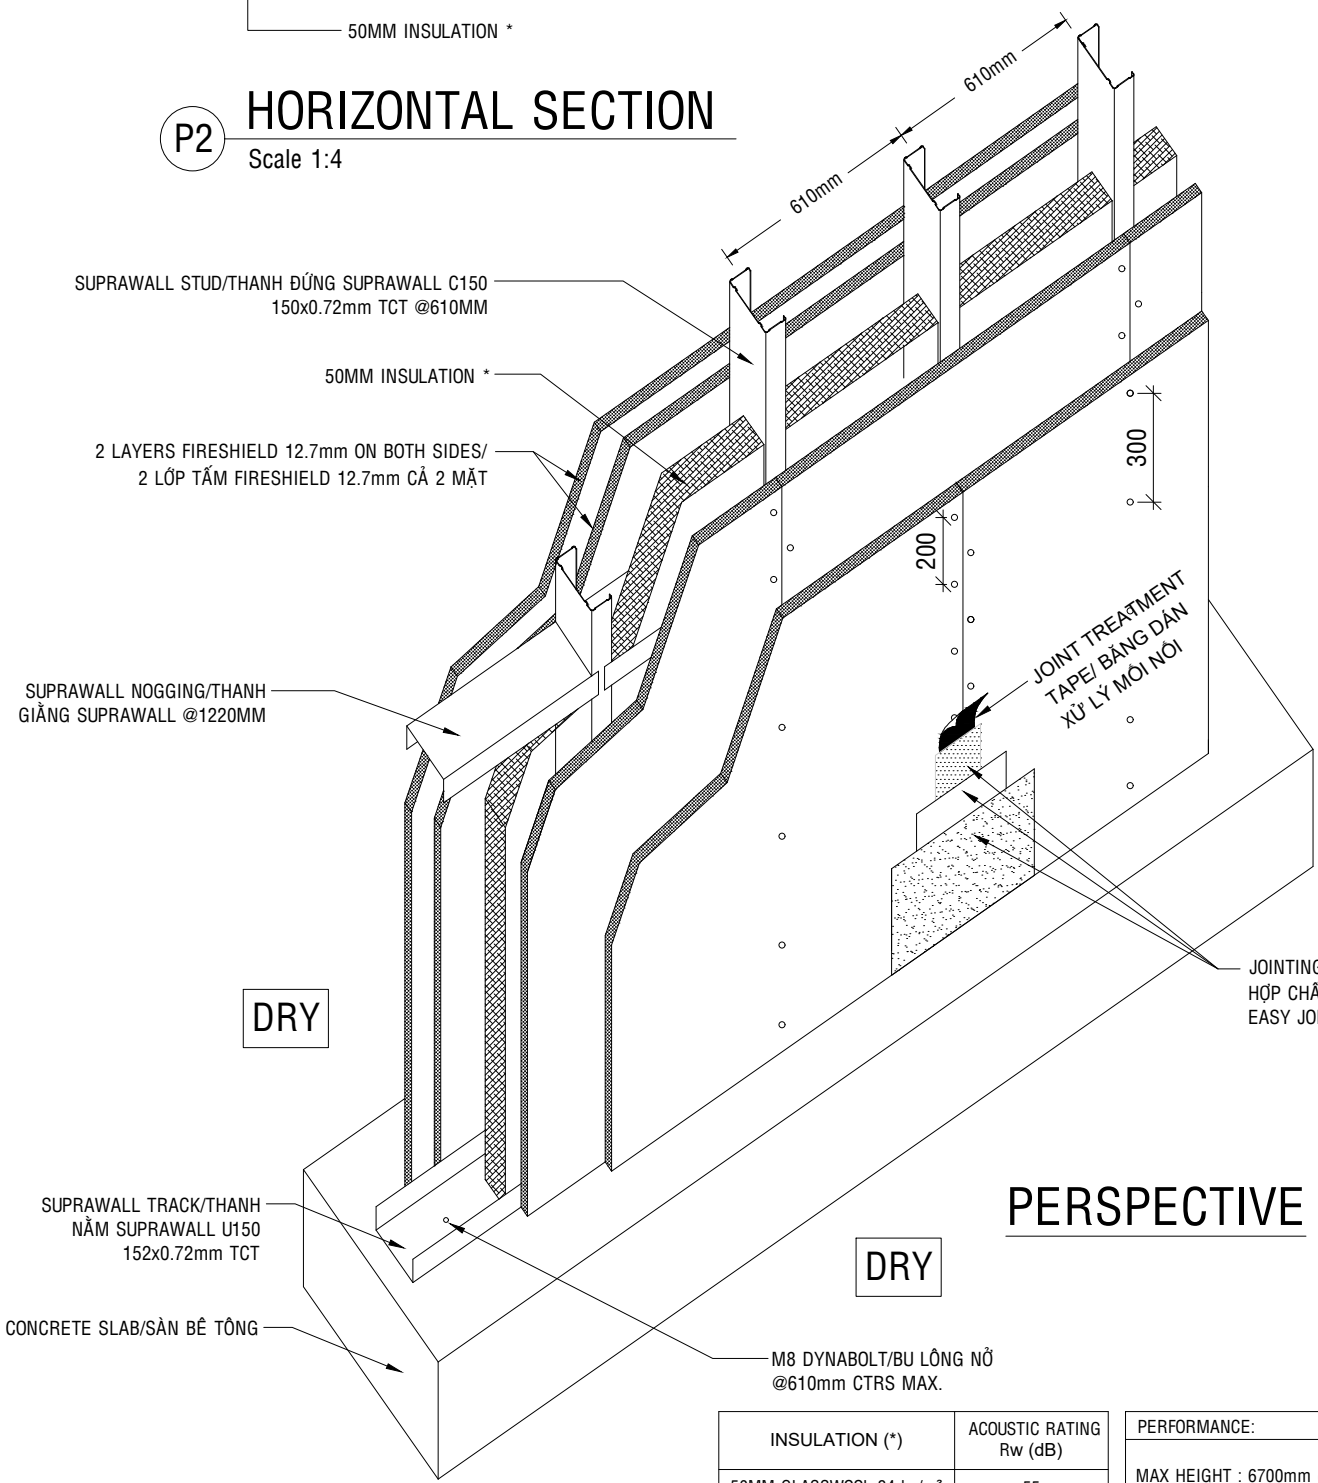 50MM INSULATION *
P2
HORIZONTAL SECTION
Scale 1:4
610mm
610mm
SUPRAWALL STUD/THANH ĐỨNG SUPRAWALL C150
150x0.72mm TCT @610MM
50MM INSULATION *
2 LAYERS FIRESHIELD 12.7mm ON BOTH SIDES/
2 LỚP TẤM FIRESHIELD 12.7mm CẢ 2 MẶT
300
200
JOINT TREATMENT
TAPE/ BĂNG DÁN
XỬ LÝ MỐI NỐI
SUPRAWALL NOGGING/THANH
GIẰNG SUPRAWALL @1220MM
JOINTING
HỢP
EASY
DRY
SUPRAWALL TRACK/THANH
NẰM SUPRAWALL U150
152x0.72mm TCT
PERSPECTIVE
DRY
CONCRETE SLAB/SÀN BÊ TÔNG
M8 DYNABOLT/BU LÔNG NỞ
@610mm CTRS MAX.
INSULATION (*)
ACOUSTIC RATING
Rw (dB)
PERFORMANCE:
MAX HEIGHT : 6700mm